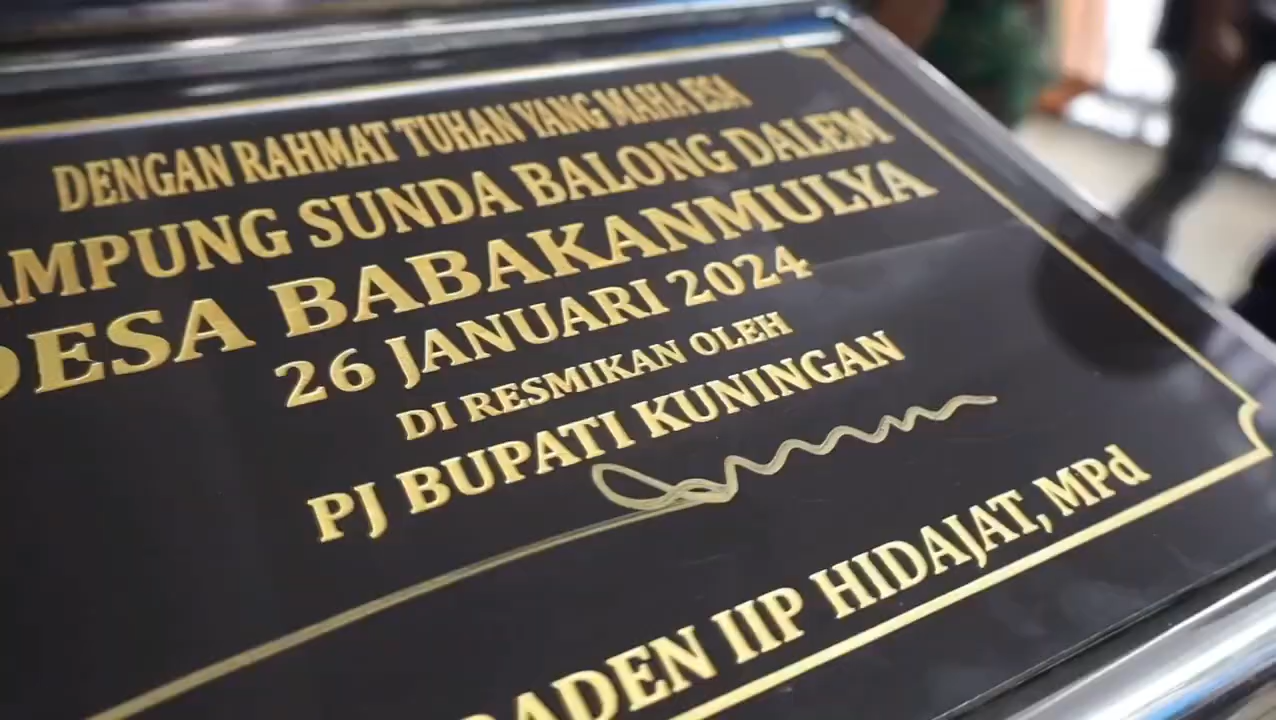 DENGAN RAHMAT TUHAN YANG MAHA ESA
AMPUNG SUNDA BALONG DALEM
DESA BABAKANMULYA
26 JANUARI 2024
DI RESMIKAN OLEH
PJ BUPATI KUNINGAN
RADEN IIP HIDAJAT, MPd